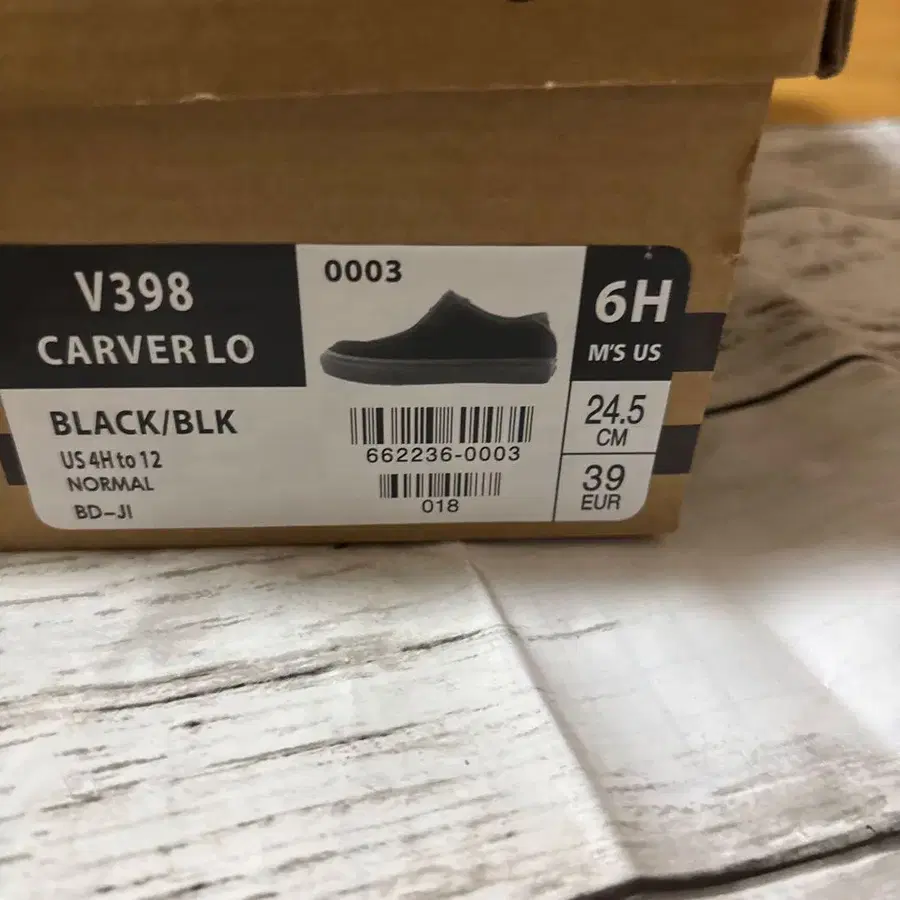 V398
CARVER LO
BLACK/BLK
US 4H to 12
NORMAL
BD-JI
0003
662236-0003
018
6H
M'S US
24.5
CM
39
EUR